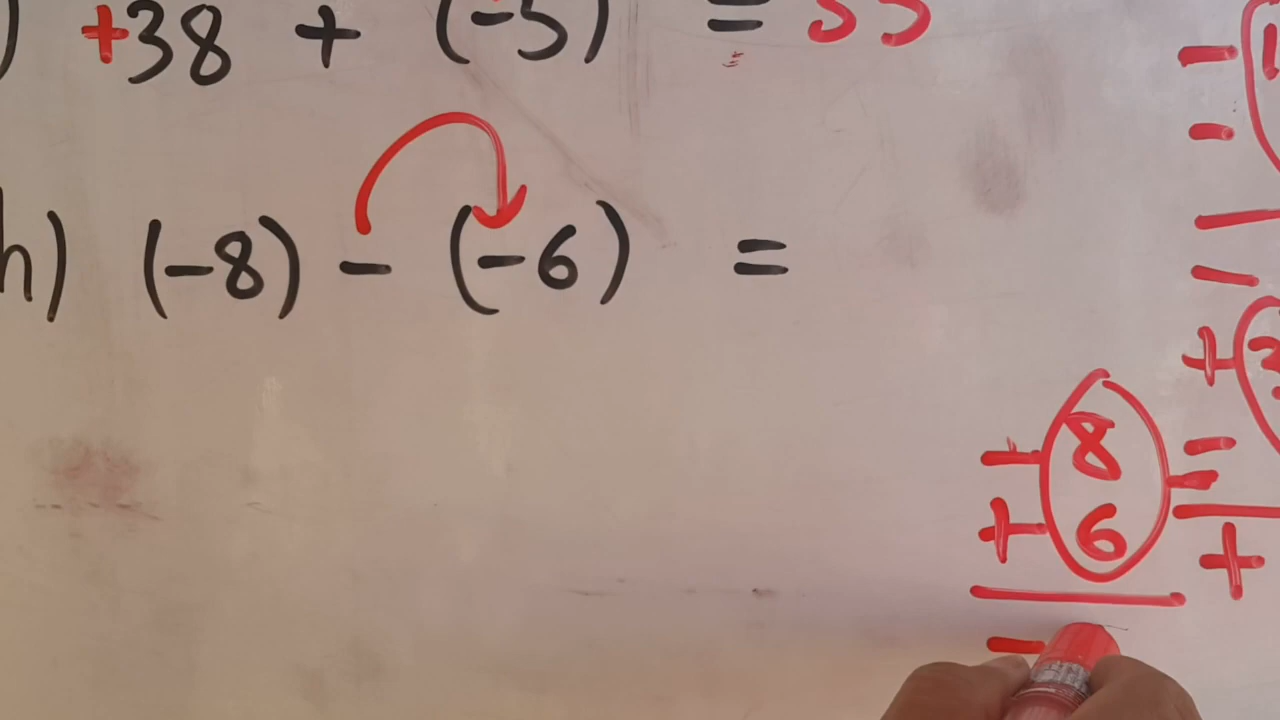 ) +38 + (-5) = 33
h) (-8) - (-6) =
- 8
+ 6
-